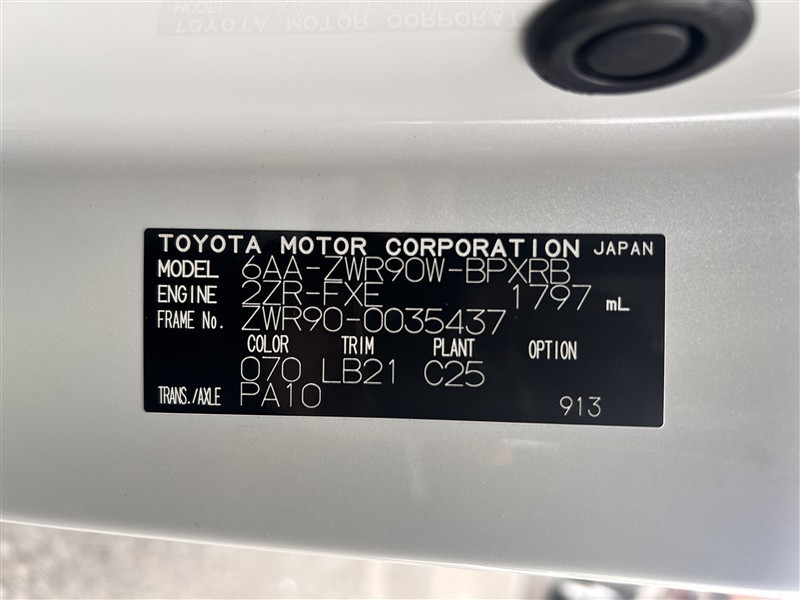 TOYOTA MOTOR CORPORATION JAPAN
MODEL 6AA-ZWR90W-BPXRB
ENGINE 2ZR-FXE 1797 mL
FRAME No. ZWR90-0035437
COLOR TRIM PLANT OPTION
070 LB21 C25
TRANS./AXLE PA10 913